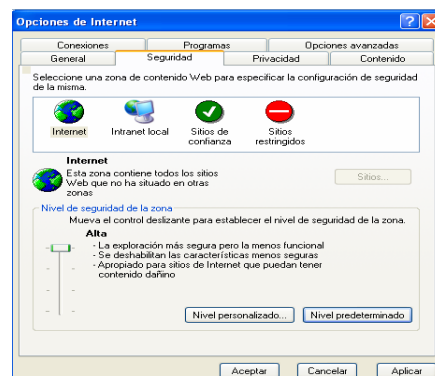 Opciones de Internet
Conexiones Programas Opciones avanzadas
General Seguridad Privacidad Contenido
Seleccione una zona de contenido Web para especificar la configuración de seguridad
de la misma.
Internet Intranet local Sitios de confianza Sitios restringidos
Internet
Esta zona contiene todos los sitios
Web que no ha situado en otras
zonas
Sitios...
Nivel de seguridad de la zona
Mueva el control deslizante para establecer el nivel de seguridad de la zona.
Alta
- La exploración más segura pero la menos funcional
- Se deshabilitan las características menos seguras
- Apropiado para sitios de Internet que puedan tener
contenido dañino
Nivel personalizado... Nivel predeterminado
Aceptar Cancelar Aplicar